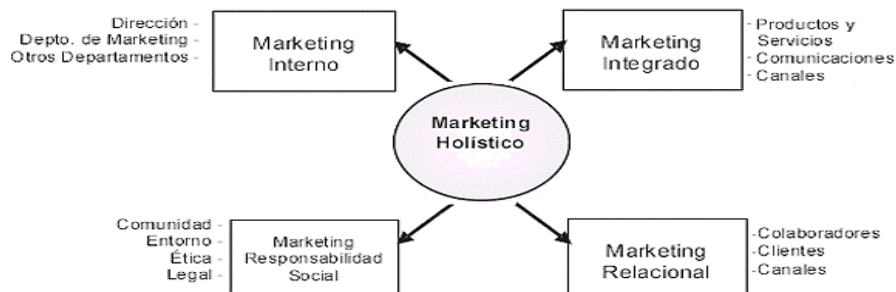 Dirección -
Depto. de Marketing -
Otros Departamentos -
Marketing
Interno
Marketing
Integrado
- Productos y
Servicios
- Comunicaciones
- Canales
Marketing
Holístico
Comunidad -
Entorno -
Ética -
Legal -
Marketing
Responsabilidad
Social
Marketing
Relacional
- Colaboradores
- Clientes
- Canales